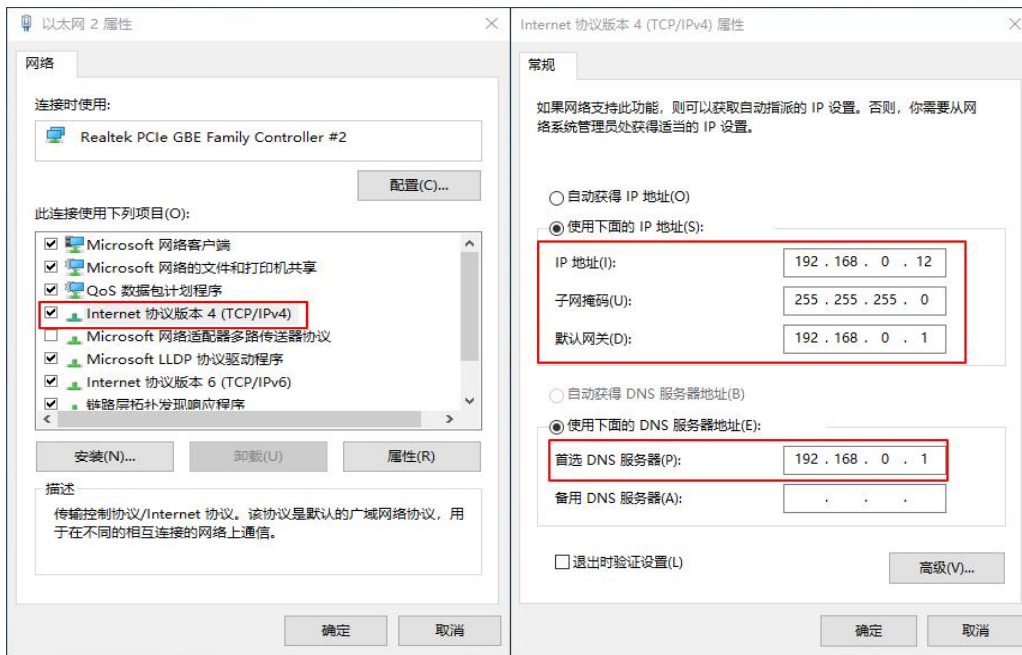 以太网 2 属性
网络
连接时使用:
Realtek PCIe GBE Family Controller #2
配置(C)...
此连接使用下列项目(O):
Microsoft 网络客户端
Microsoft 网络的文件和打印机共享
QoS 数据包计划程序
Internet 协议版本 4 (TCP/IPv4)
Microsoft 网络适配器多路传送器协议
Microsoft LLDP 协议驱动程序
Internet 协议版本 6 (TCP/IPv6)
链路层拓扑发现响应程序
安装(N)...
卸载(U)
属性(R)
描述
传输控制协议/Internet 协议。该协议是默认的广域网络协议，用
于在不同的相互连接的网络上通信。
确定
取消
Internet 协议版本 4 (TCP/IPv4) 属性
常规
如果网络支持此功能，则可以获取自动指派的 IP 设置。否则，你需要从网
络系统管理员处获得适当的 IP 设置。
自动获得 IP 地址(O)
使用下面的 IP 地址(S):
IP 地址(I): 192 . 168 . 0 . 12
子网掩码(U): 255 . 255 . 255 . 0
默认网关(D): 192 . 168 . 0 . 1
自动获得 DNS 服务器地址(B)
使用下面的 DNS 服务器地址(E):
首选 DNS 服务器(P): 192 . 168 . 0 . 1
备用 DNS 服务器(A): . . .
退出时验证设置(L)
高级(V)...
确定
取消